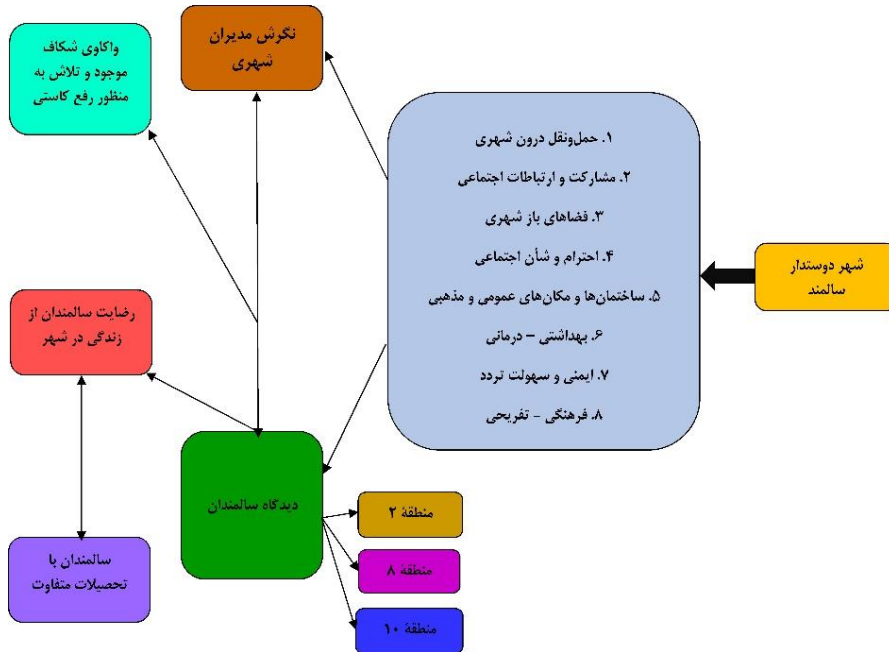 شهر دوستدار
سالمند
۱. حمل‌ونقل درون شهری
۲. مشارکت و ارتباطات اجتماعی
۳. فضاهای باز شهری
۴. احترام و شأن اجتماعی
۵. ساختمان‌ها و مکان‌های عمومی و مذهبی
۶. بهداشتی – درمانی
۷. ایمنی و سهولت تردد
۸. فرهنگی – تفریحی
نگرش مدیران
شهری
واکاوی شکاف
موجود و تلاش به
منظور رفع کاستی
رضایت سالمندان از
زندگی در شهر
دیدگاه سالمندان
منطقهٔ ۲
منطقهٔ ۸
منطقهٔ ۱۰
سالمندان با
تحصیلات متفاوت